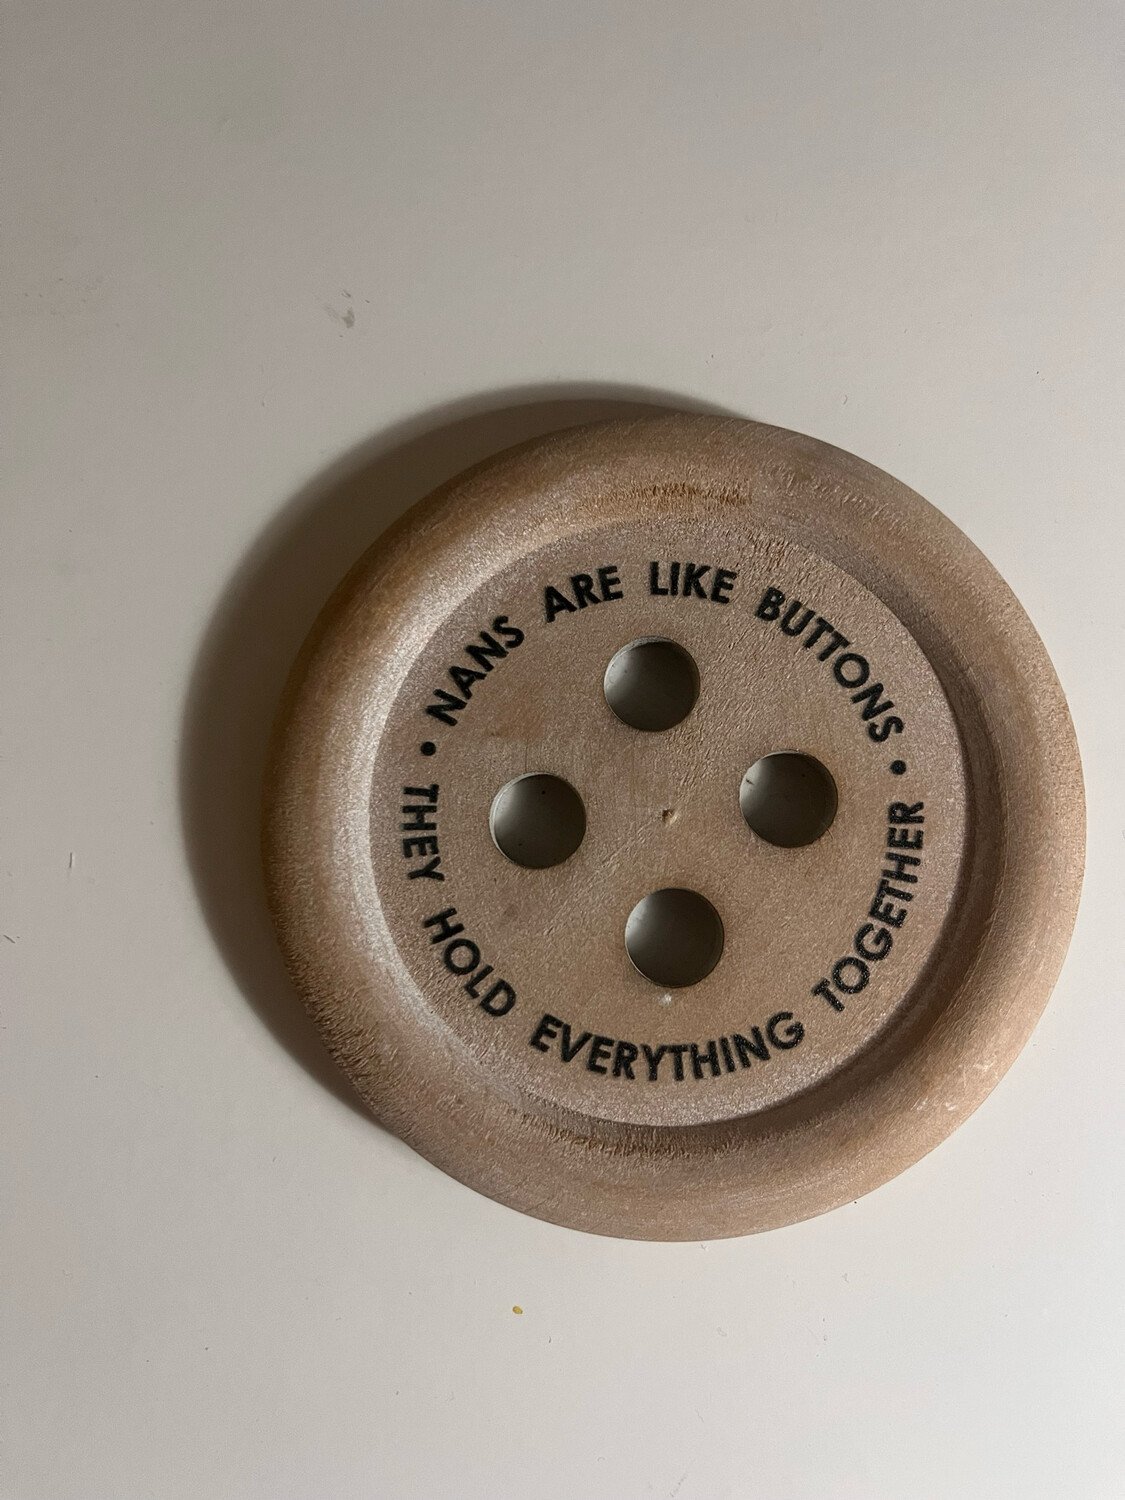 • NANS ARE LIKE BUTTONS •
THEY HOLD EVERYTHING TOGETHER